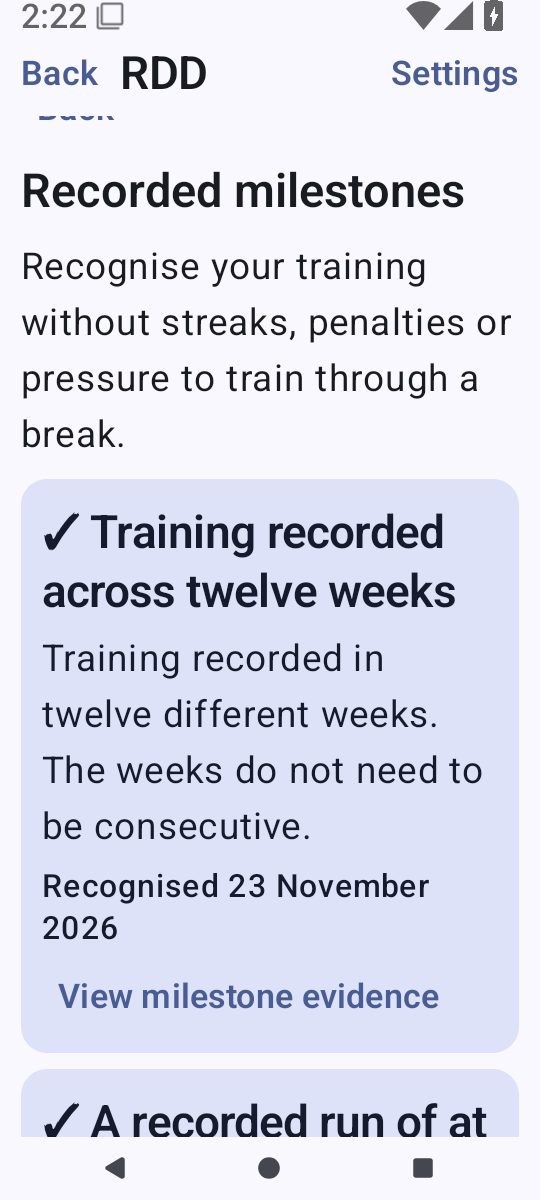 2:22
Back RDD Settings
Back
Recorded milestones
Recognise your training
without streaks, penalties or
pressure to train through a
break.
✓ Training recorded
across twelve weeks
Training recorded in
twelve different weeks.
The weeks do not need to
be consecutive.
Recognised 23 November
2026
View milestone evidence
✓ A recorded run of at